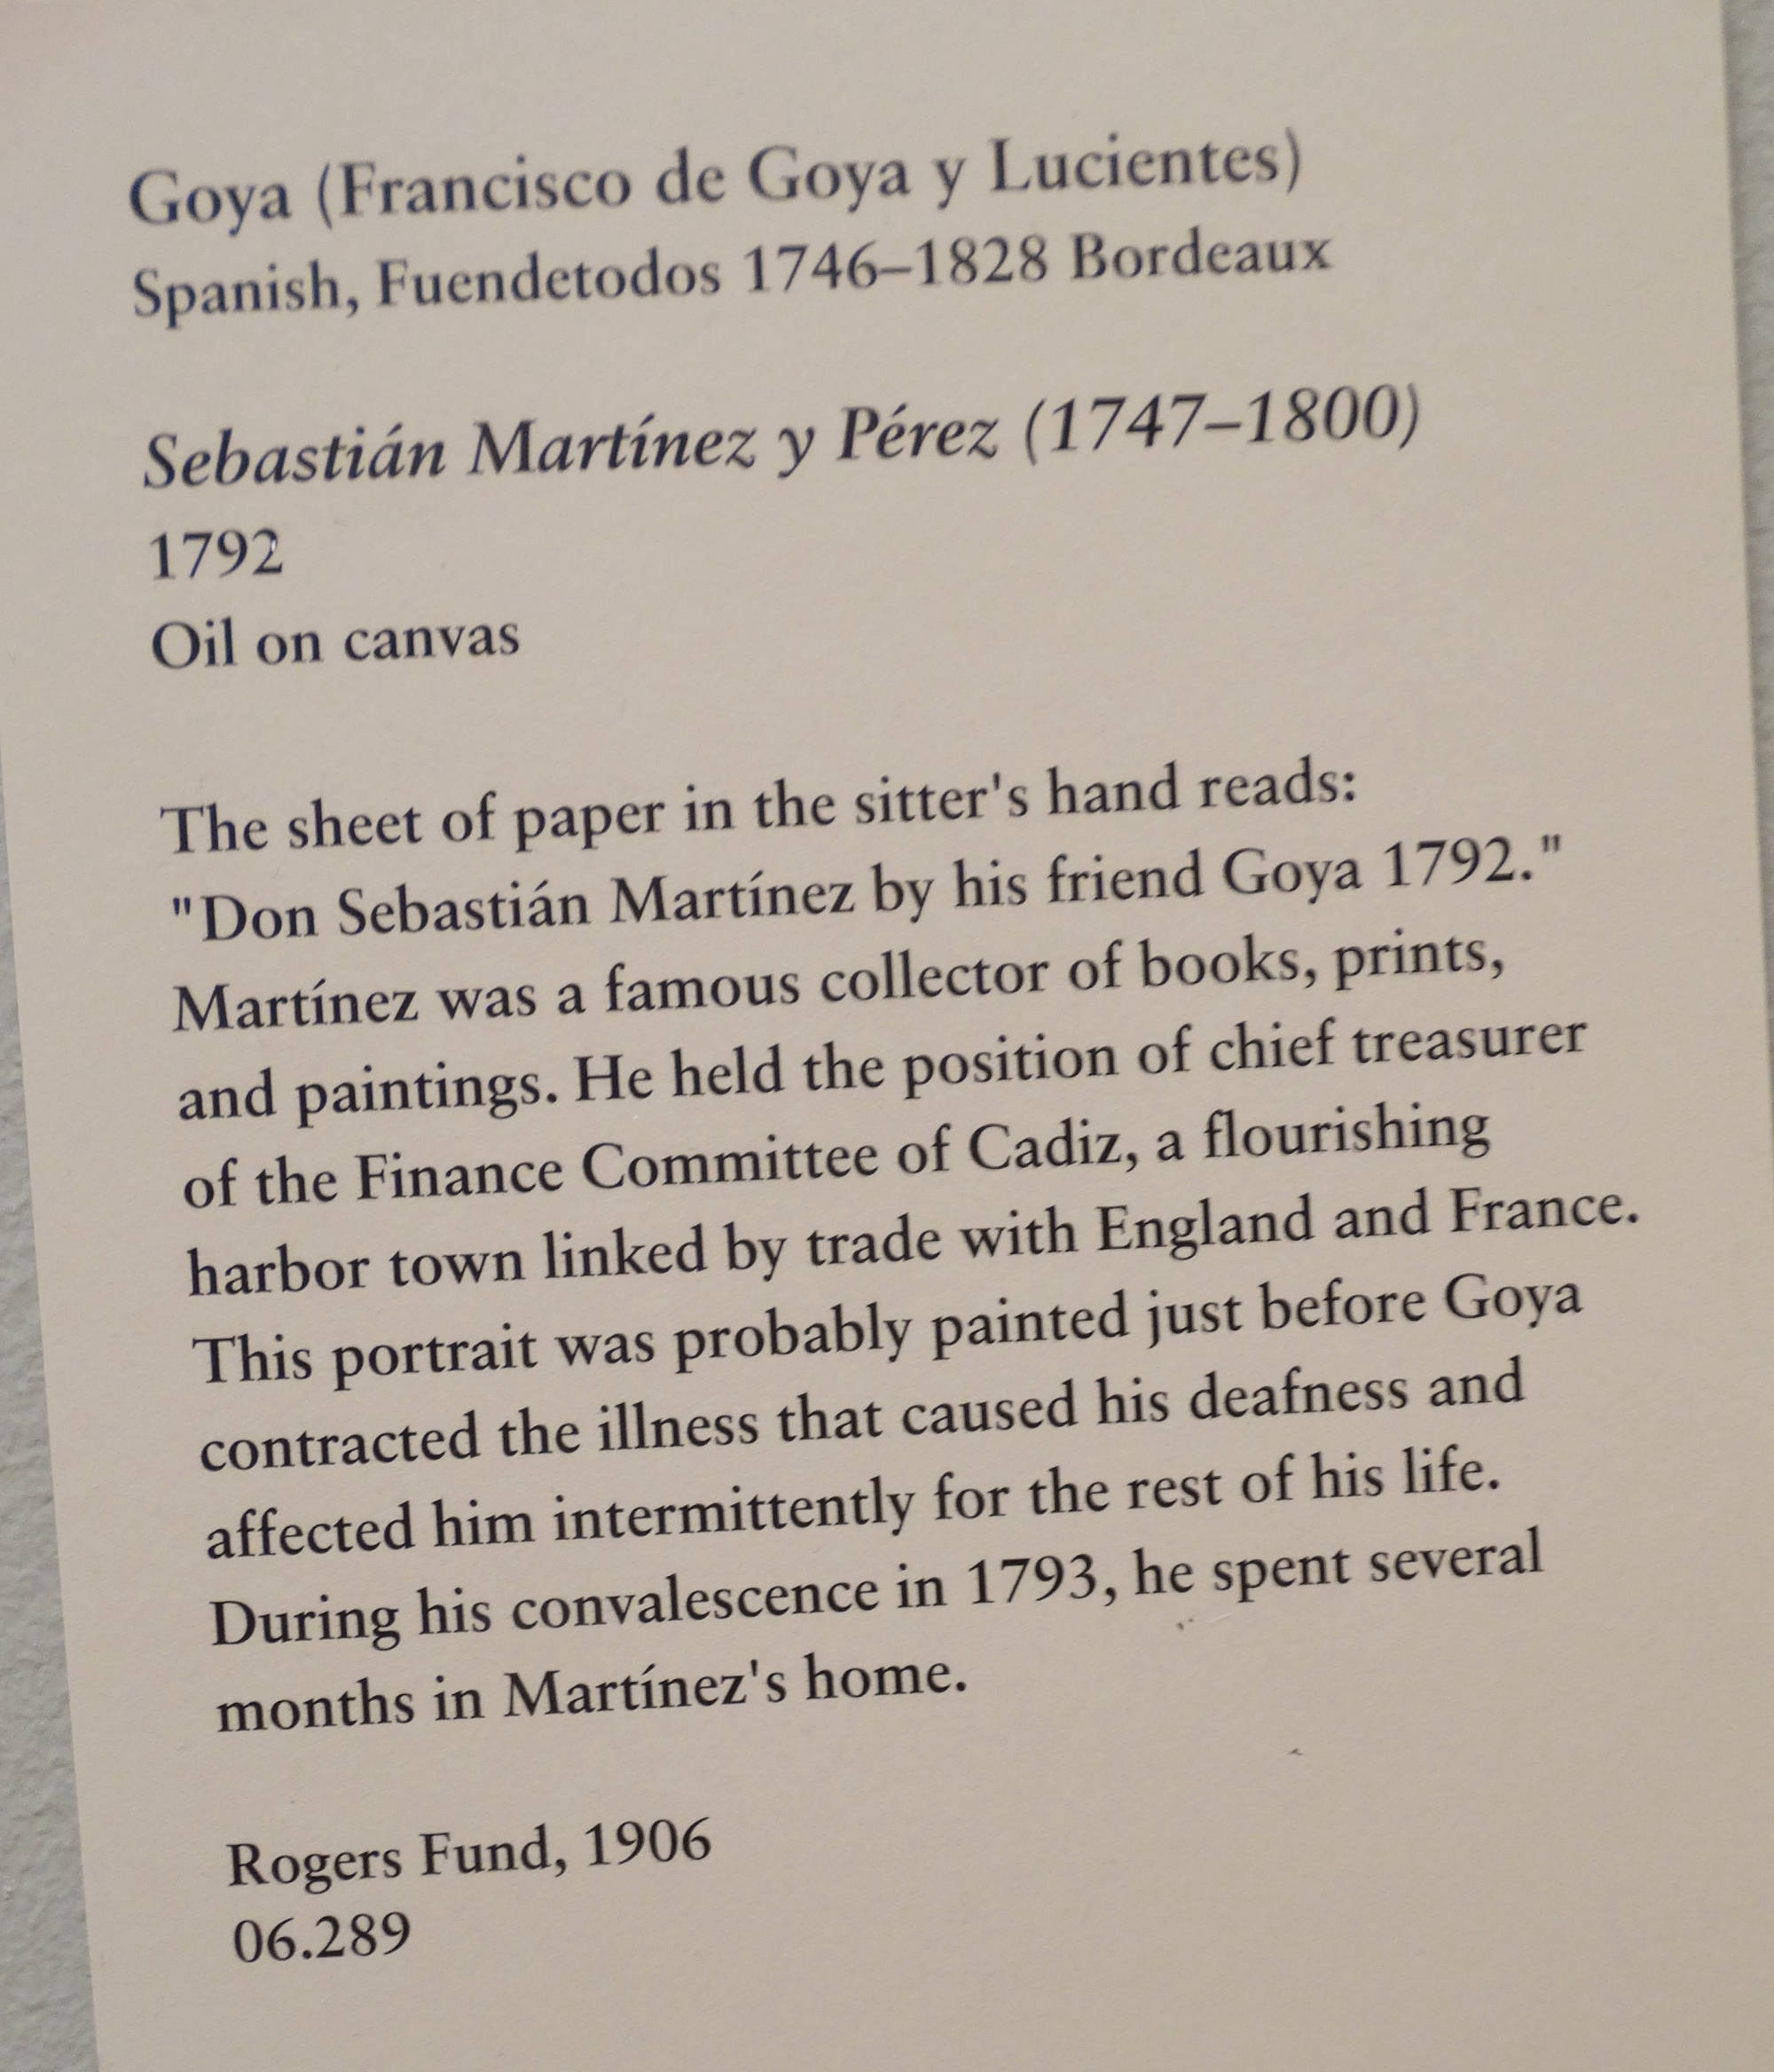 Goya (Francisco de Goya y Lucientes)
Spanish, Fuendetodos 1746–1828 Bordeaux
Sebastián Martínez y Pérez (1747–1800)
1792
Oil on canvas
The sheet of paper in the sitter's hand reads:
"Don Sebastián Martínez by his friend Goya 1792."
Martínez was a famous collector of books, prints,
and paintings. He held the position of chief treasurer
of the Finance Committee of Cadiz, a flourishing
harbor town linked by trade with England and France.
This portrait was probably painted just before Goya
contracted the illness that caused his deafness and
affected him intermittently for the rest of his life.
During his convalescence in 1793, he spent several
months in Martínez's home.
Rogers Fund, 1906
06.289